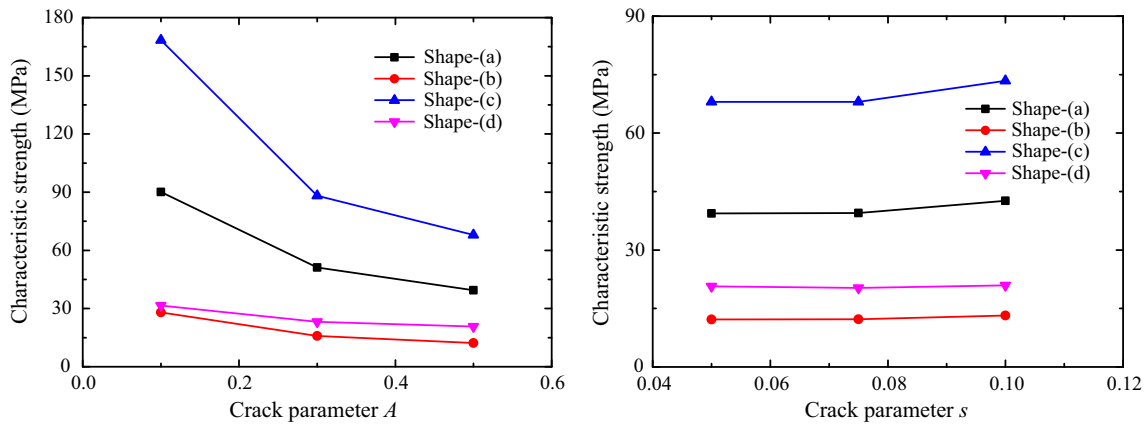 180
150
120
90
60
30
0
Characteristic strength (MPa)
Shape-(a)
Shape-(b)
Shape-(c)
Shape-(d)
0.0 0.2 0.4 0.6
Crack parameter A
90
60
30
0
Characteristic strength (MPa)
Shape-(a)
Shape-(b)
Shape-(c)
Shape-(d)
0.04 0.06 0.08 0.10 0.12
Crack parameter s